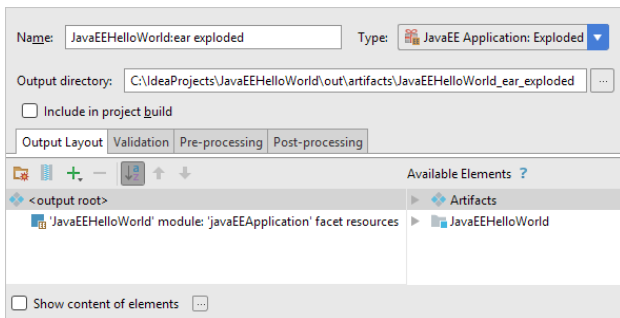 Name: JavaEEHelloWorld:ear exploded Type: JavaEE Application: Exploded
Output directory: C:\IdeaProjects\JavaEEHelloWorld\out\artifacts\JavaEEHelloWorld_ear_exploded ...
Include in project build
Output Layout Validation Pre-processing Post-processing
Available Elements ?
<output root> Artifacts
'JavaEEHelloWorld' module: 'javaEEApplication' facet resources JavaEEHelloWorld
Show content of elements ...